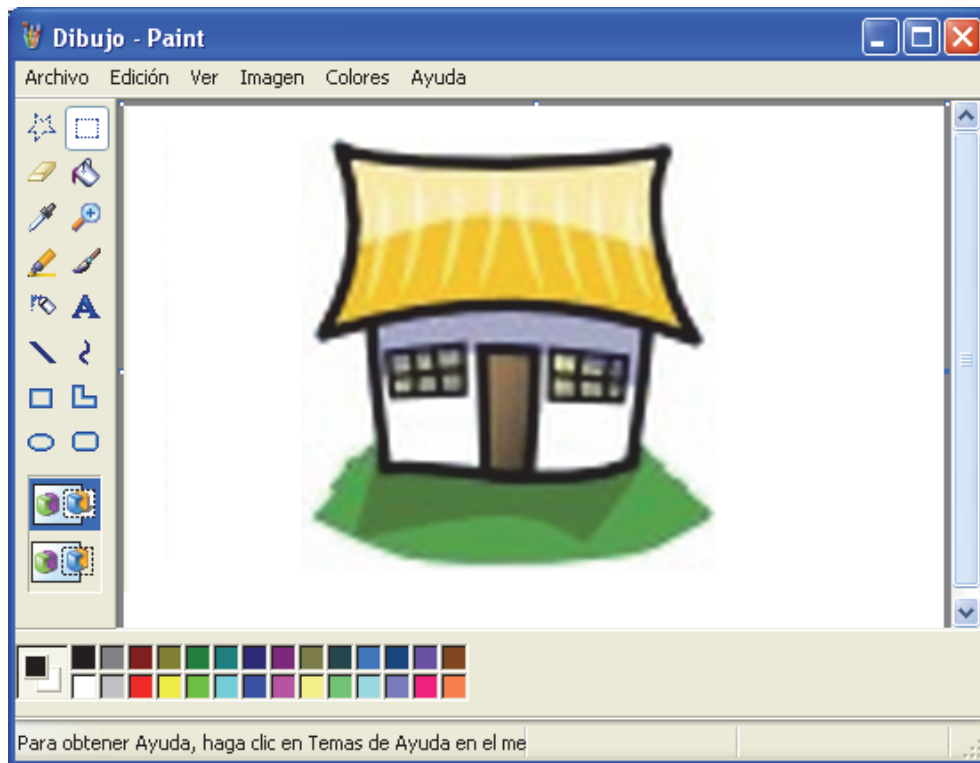 Dibujo - Paint
Archivo Edición Ver Imagen Colores Ayuda
A
Para obtener Ayuda, haga clic en Temas de Ayuda en el me